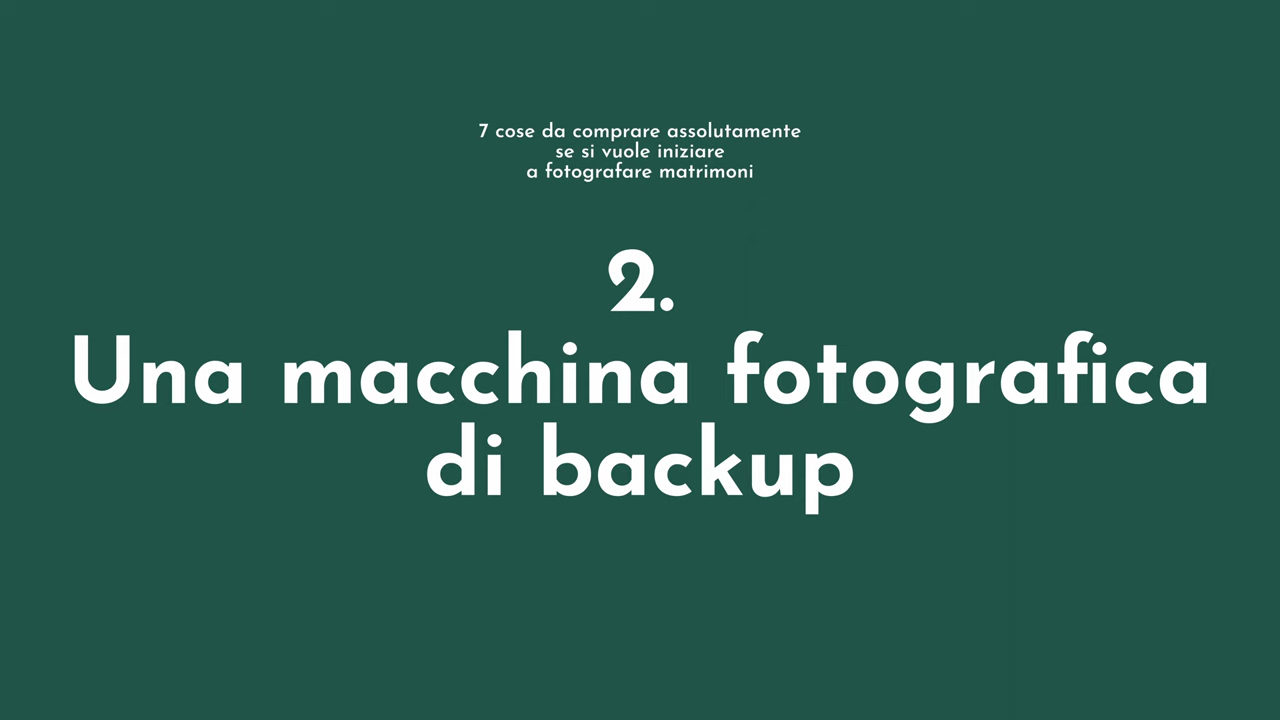 7 cose da comprare assolutamente
se si vuole iniziare
a fotografare matrimoni
2.
Una macchina fotografica
di backup